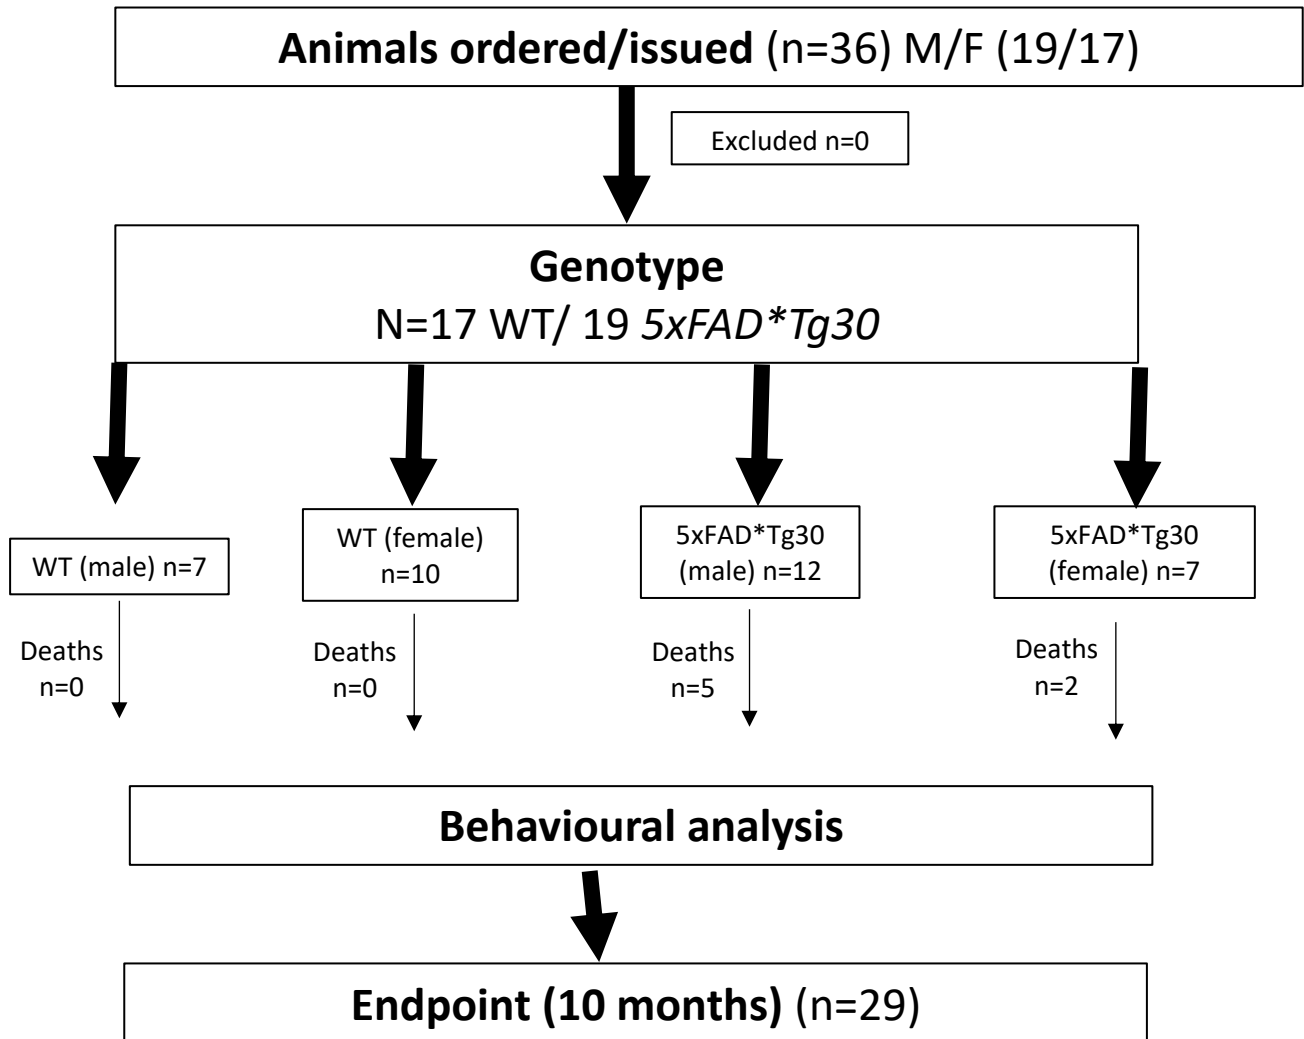 Animals ordered/issued (n=36) M/F (19/17)
Excluded n=0
Genotype
N=17 WT/ 19 5xFAD*Tg30
WT (male) n=7
WT (female)
n=10
5xFAD*Tg30
(male) n=12
5xFAD*Tg30
(female) n=7
Deaths
n=0
Deaths
n=0
Deaths
n=5
Deaths
n=2
Behavioural analysis
Endpoint (10 months) (n=29)